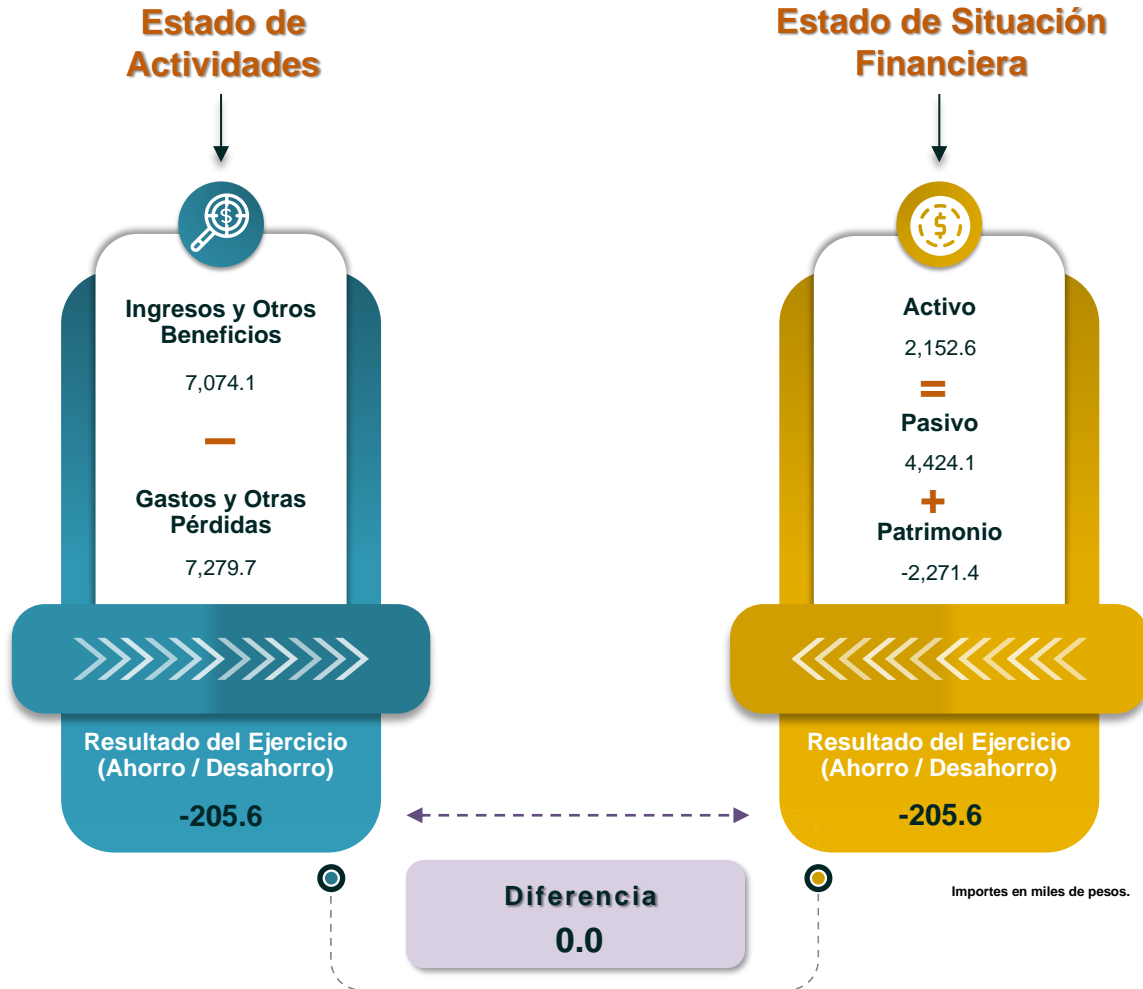 Estado de
Actividades
Ingresos y Otros
Beneficios
7,074.1
–
Gastos y Otras
Pérdidas
7,279.7
Resultado del Ejercicio
(Ahorro / Desahorro)
-205.6
Estado de Situación
Financiera
Activo
2,152.6
=
Pasivo
4,424.1
+
Patrimonio
-2,271.4
Resultado del Ejercicio
(Ahorro / Desahorro)
-205.6
Diferencia
0.0
Importes en miles de pesos.